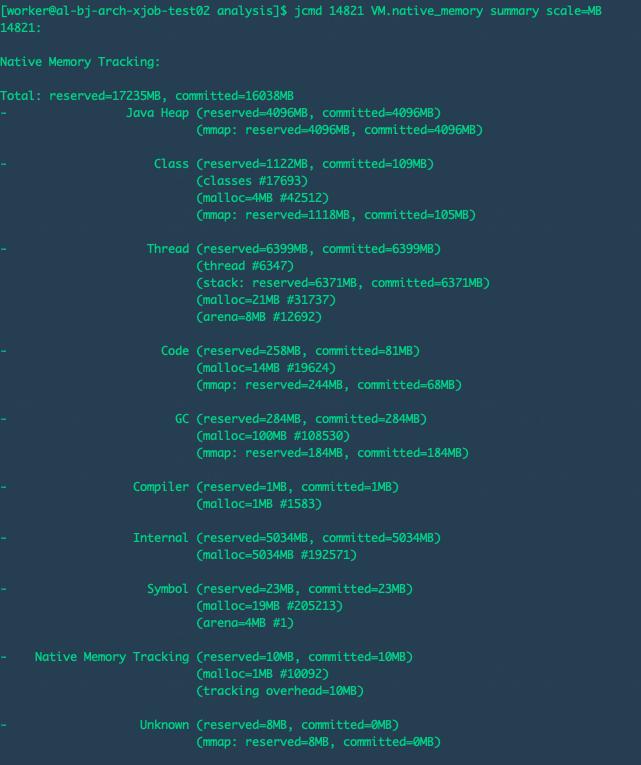 [worker@al-bj-arch-xjob-test02 analysis]$ jcmd 14821 VM.native_memory summary scale=MB
14821:
Native Memory Tracking:
Total: reserved=17235MB, committed=16038MB
- Java Heap (reserved=4096MB, committed=4096MB)
(mmap: reserved=4096MB, committed=4096MB)
- Class (reserved=1122MB, committed=109MB)
(classes #17693)
(malloc=4MB #42512)
(mmap: reserved=1118MB, committed=105MB)
- Thread (reserved=6399MB, committed=6399MB)
(thread #6347)
(stack: reserved=6371MB, committed=6371MB)
(malloc=21MB #31737)
(arena=8MB #12692)
- Code (reserved=258MB, committed=81MB)
(malloc=14MB #19624)
(mmap: reserved=244MB, committed=68MB)
- GC (reserved=284MB, committed=284MB)
(malloc=100MB #108530)
(mmap: reserved=184MB, committed=184MB)
- Compiler (reserved=1MB, committed=1MB)
(malloc=1MB #1583)
- Internal (reserved=5034MB, committed=5034MB)
(malloc=5034MB #192571)
- Symbol (reserved=23MB, committed=23MB)
(malloc=19MB #205213)
(arena=4MB #1)
- Native Memory Tracking (reserved=10MB, committed=10MB)
(malloc=1MB #10092)
(tracking overhead=10MB)
- Unknown (reserved=8MB, committed=0MB)
(mmap: reserved=8MB, committed=0MB)